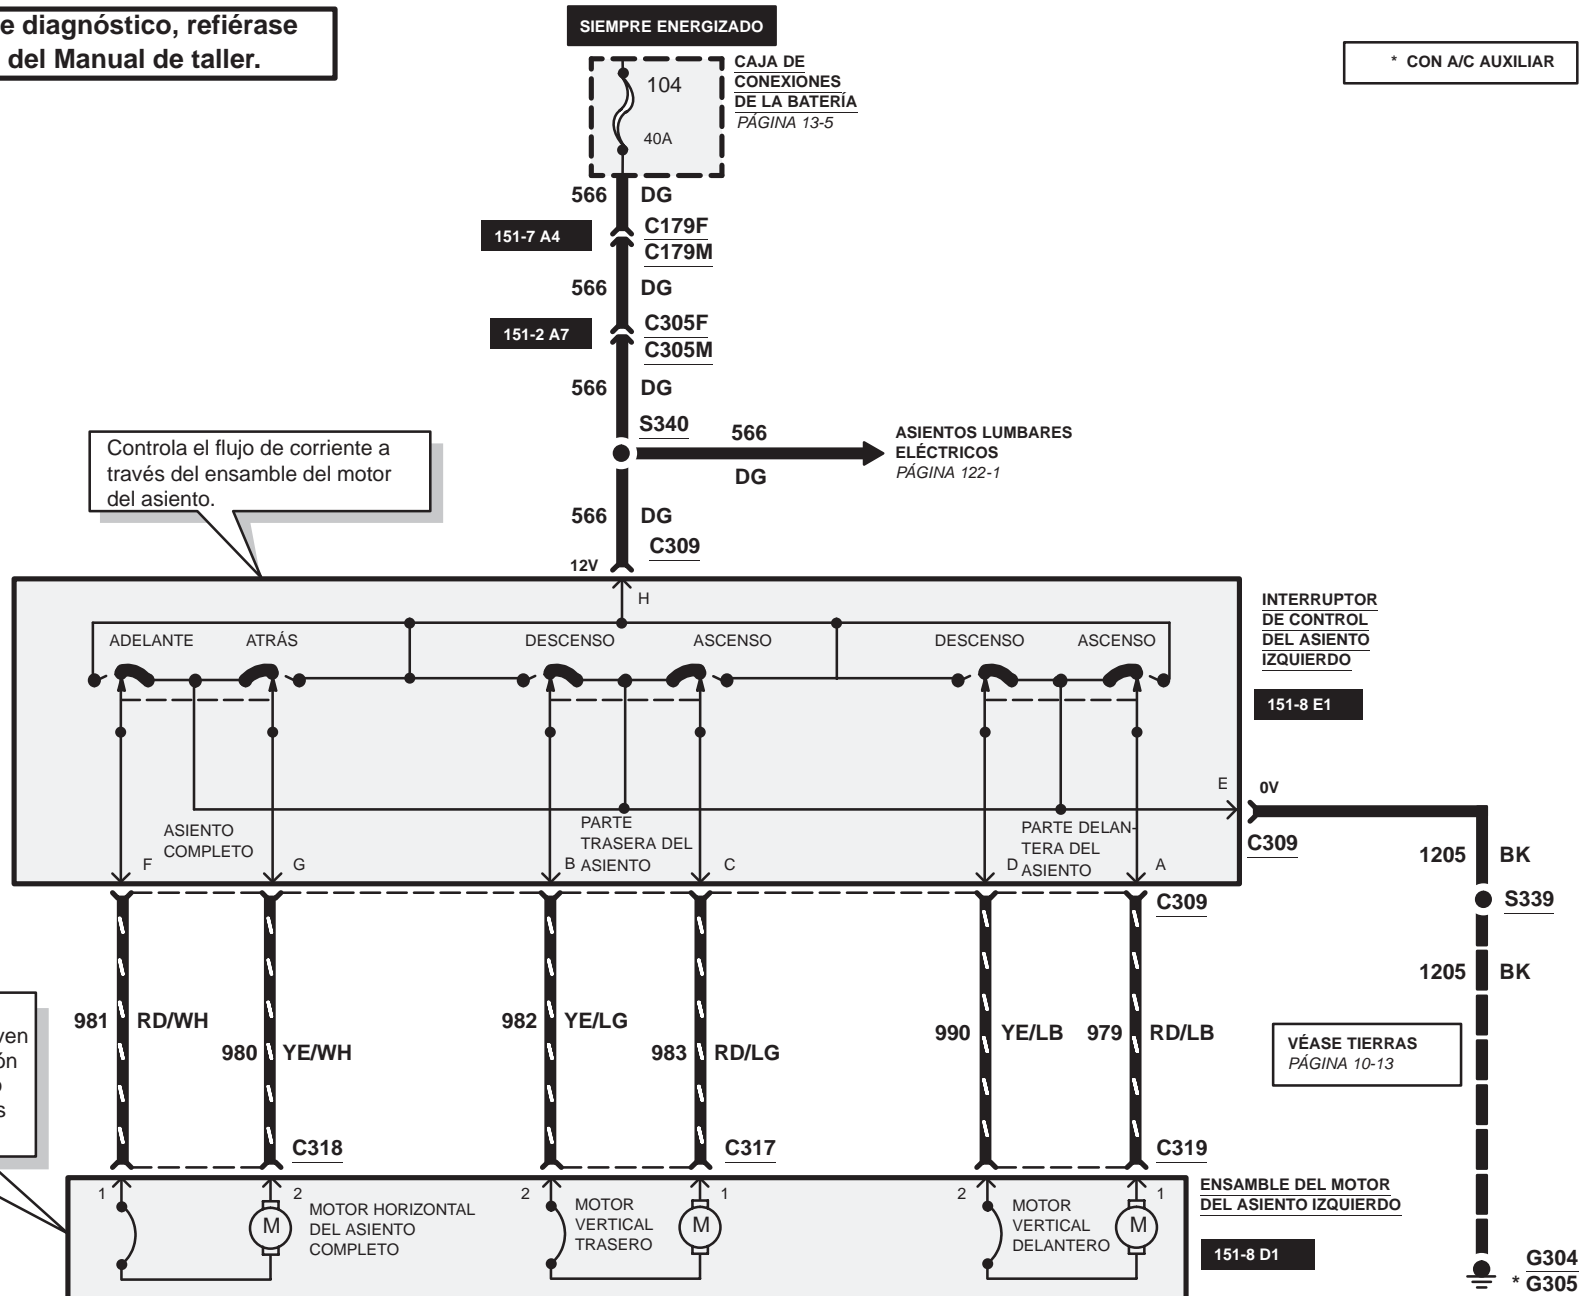 e diagnóstico, refiérase
del Manual de taller.
SIEMPRE ENERGIZADO
* CON A/C AUXILIAR
104
40A
CAJA DE
CONEXIONES
DE LA BATERÍA
PÁGINA 13-5
566 DG
151-7 A4
C179F
C179M
566 DG
151-2 A7
C305F
C305M
566 DG
S340
566
DG
ASIENTOS LUMBARES
ELÉCTRICOS
PÁGINA 122-1
Controla el flujo de corriente a
través del ensamble del motor
del asiento.
566 DG
C309
12V
H
ADELANTE ATRÁS DESCENSO ASCENSO DESCENSO ASCENSO
INTERRUPTOR
DE CONTROL
DEL ASIENTO
IZQUIERDO
151-8 E1
E
0V
ASIENTO
COMPLETO
PARTE
TRASERA DEL
ASIENTO
PARTE DELAN-
TERA DEL
ASIENTO
F G B C D A
C309
1205 BK
C309
S339
1205 BK
981 RD/WH
980 YE/WH
982 YE/LG
983 RD/LG
990 YE/LB
979 RD/LB
yen
ón
o
s
VÉASE TIERRAS
PÁGINA 10-13
C318
C317
C319
1 2 2 1 2 1
MOTOR HORIZONTAL
DEL ASIENTO
COMPLETO
M
MOTOR
VERTICAL
TRASERO
M
MOTOR
VERTICAL
DELANTERO
M
ENSAMBLE DEL MOTOR
DEL ASIENTO IZQUIERDO
151-8 D1
G304
* G305